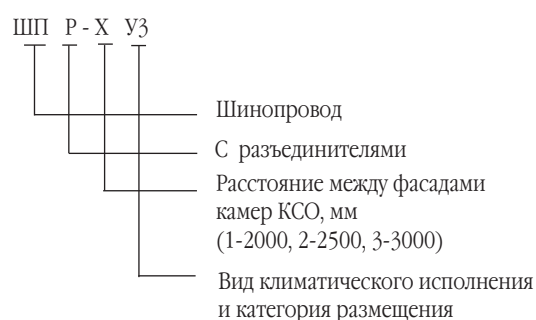 ШП Р - Х У3
Шинопровод
С разъединителями
Расстояние между фасадами
камер КСО, мм
(1-2000, 2-2500, 3-3000)
Вид климатического исполнения
и категория размещения